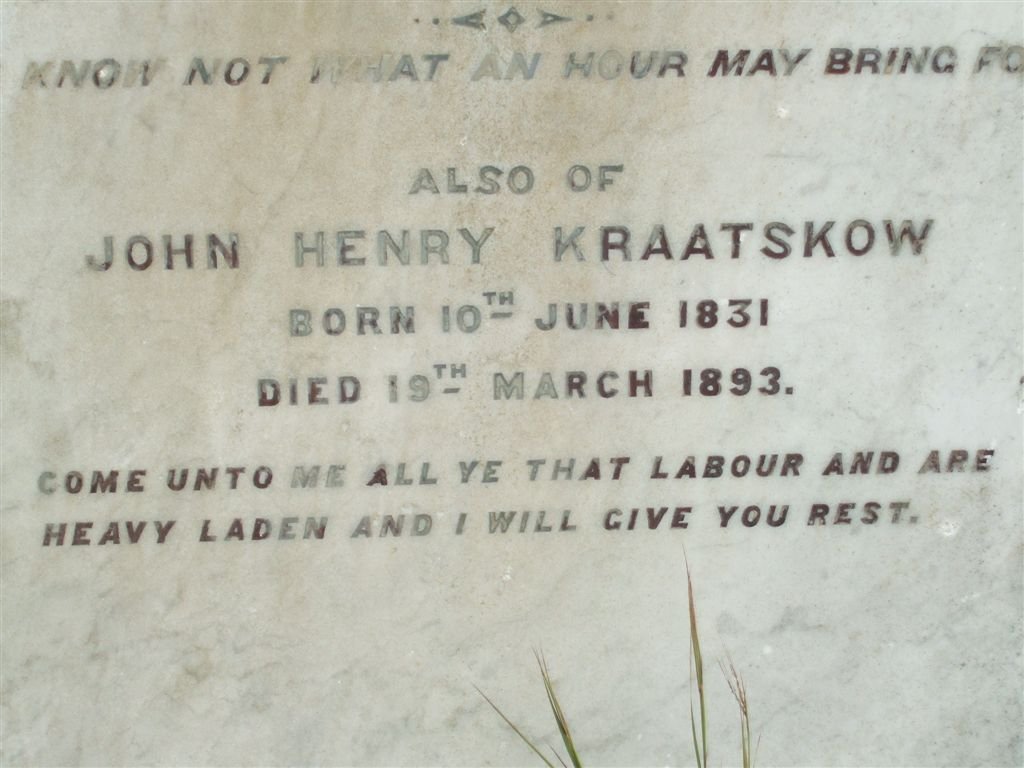 KNOW NOT WHAT AN HOUR MAY BRING FO
ALSO OF
JOHN HENRY KRAATSKOW
BORN 10TH JUNE 1831
DIED 19TH MARCH 1893.
COME UNTO ME ALL YE THAT LABOUR AND ARE
HEAVY LADEN AND I WILL GIVE YOU REST.